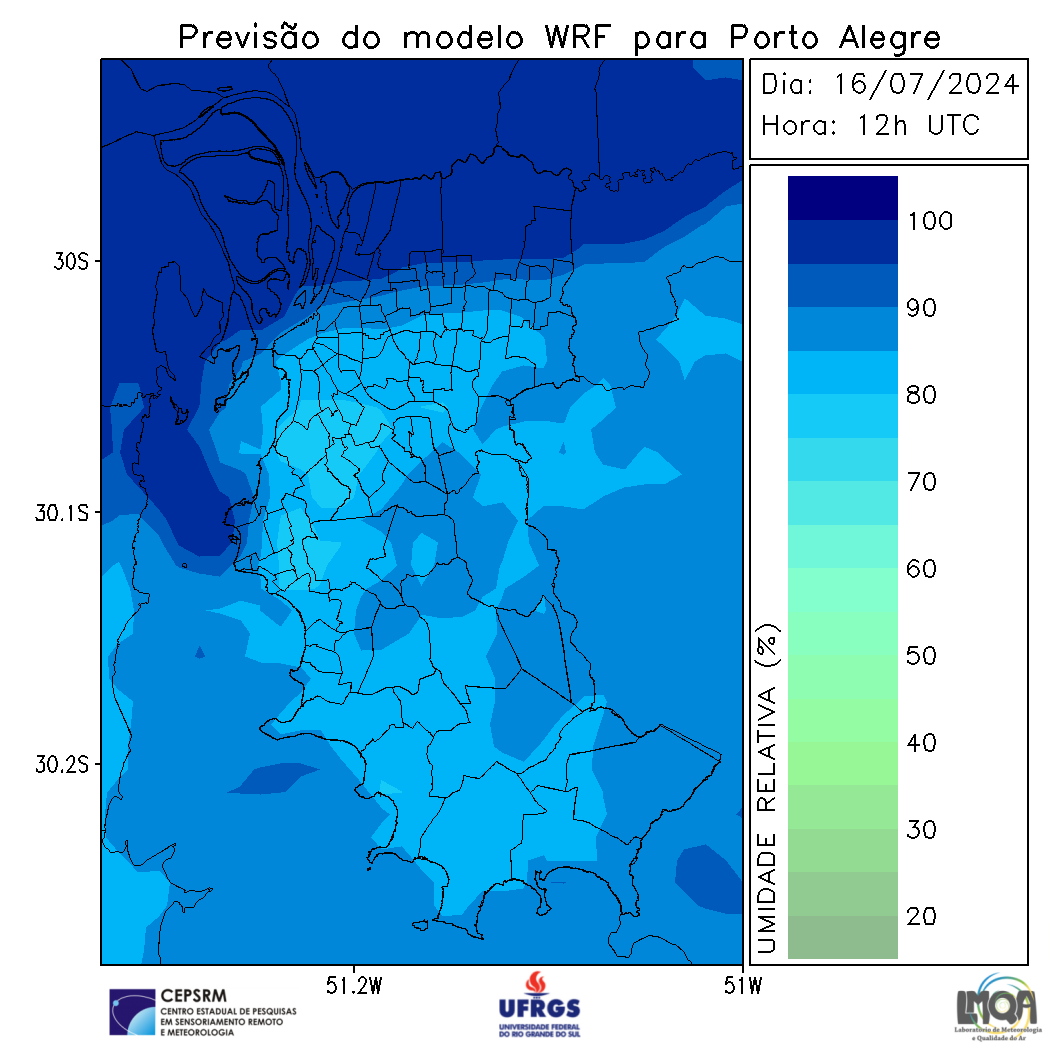 Previsão do modelo WRF para Porto Alegre
Dia: 16/07/2024
Hora: 12h UTC
30S
30.1S
30.2S
51.2W
51W
100
90
80
70
60
50
40
30
20
UMIDADE RELATIVA (%)
CEPSRM
CENTRO ESTADUAL DE PESQUISAS
EM SENSORIAMENTO REMOTO
E METEOROLOGIA
UFRGS
UNIVERSIDADE FEDERAL
DO RIO GRANDE DO SUL
LMQA
Laboratório de Meteorologia
e Qualidade do Ar